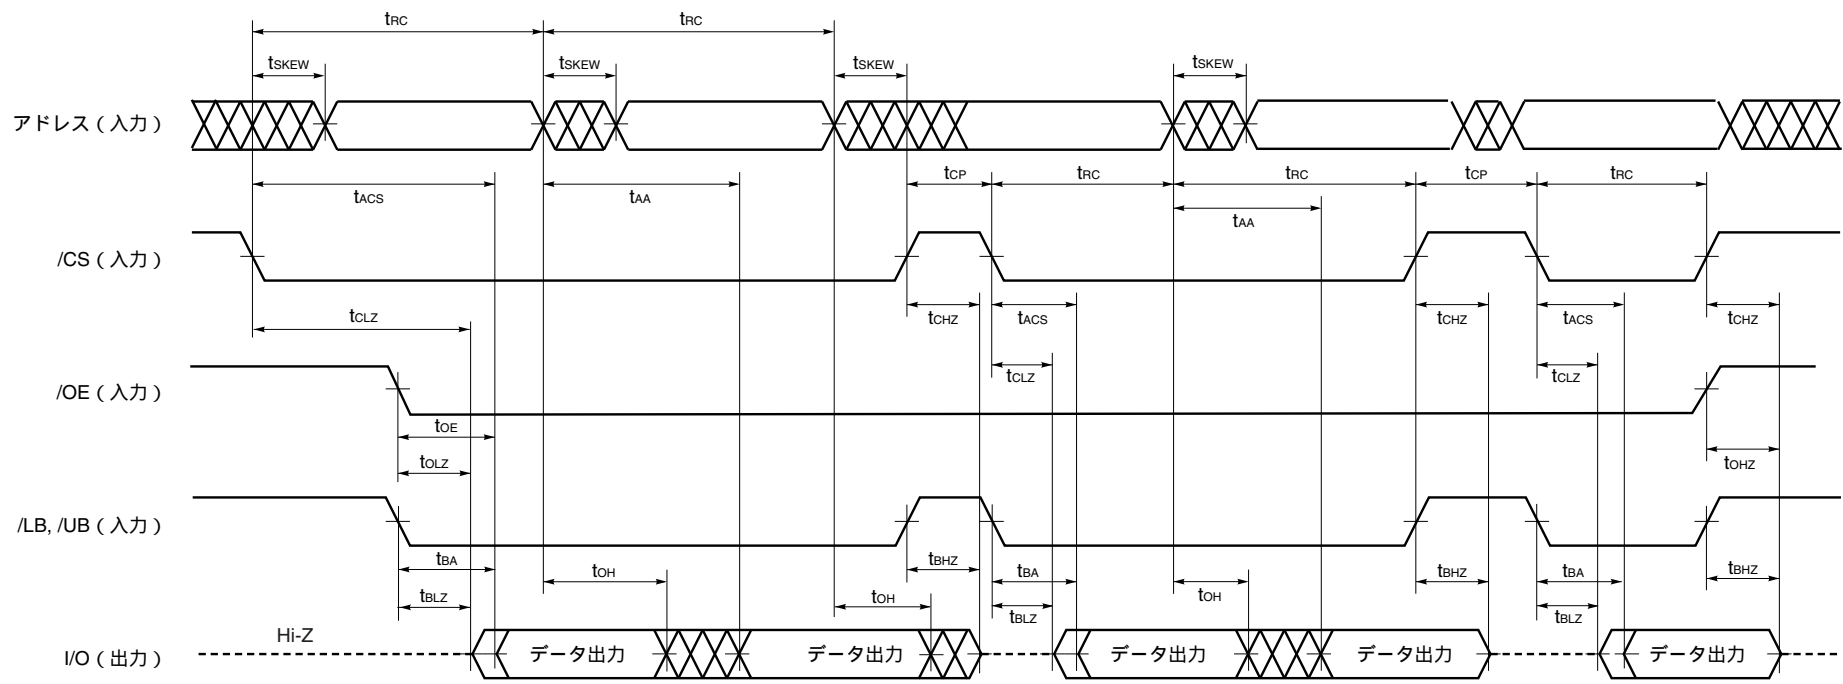 tRC tRC
tSKEW tSKEW tSKEW tSKEW
アドレス（入力）
tACS tAA tCP tRC tRC tCP tRC
tAA
/CS（入力）
tCLZ tCHZ tACS tCHZ tACS tCHZ
tCLZ tCLZ
/OE（入力）
tOE
tOLZ tOHZ
/LB, /UB（入力）
tBA tOH tBHZ tBA tBHZ tBA tBHZ
tBLZ tOH tBLZ tOH tBLZ
Hi-Z
I/O（出力） データ出力 データ出力 データ出力 データ出力 データ出力